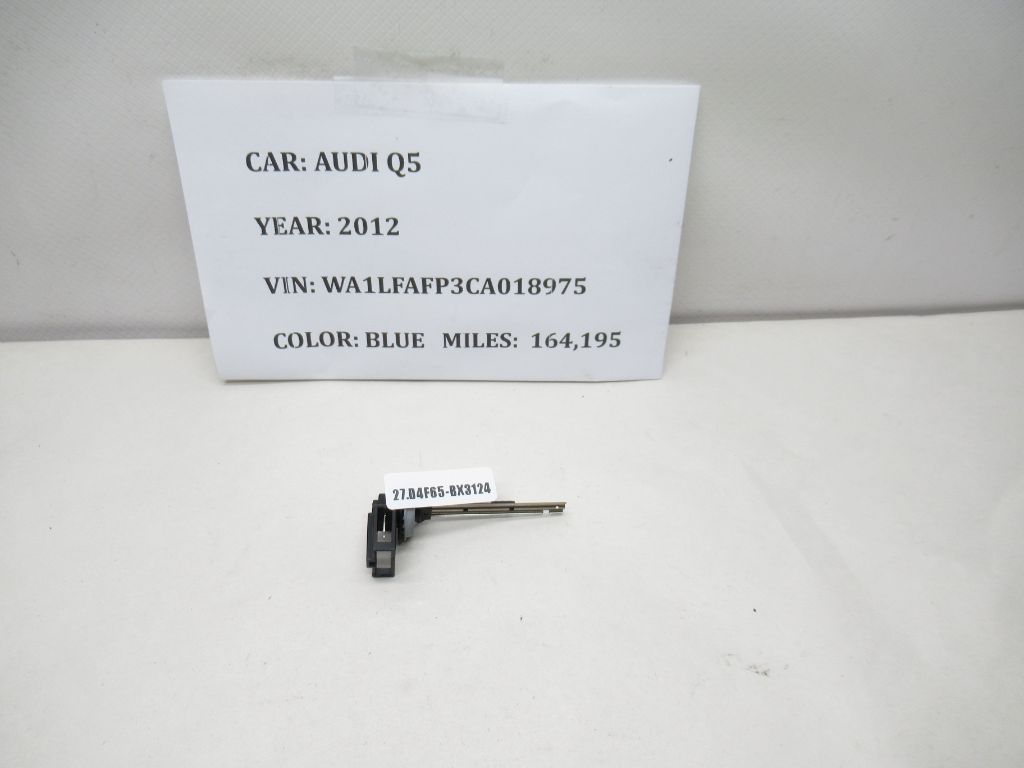 CAR: AUDI Q5
YEAR: 2012
VIN: WA1LFAFP3CA018975
COLOR: BLUE MILES: 164,195
27.D4F65-BX3124